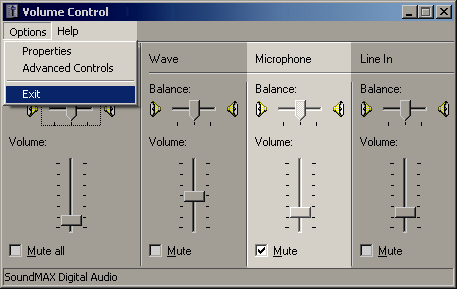 Volume Control
Options Help
Properties
Advanced Controls
Exit
Wave Microphone Line In
Balance: Balance: Balance:
Volume: Volume: Volume: Volume:
Mute all Mute Mute Mute
SoundMAX Digital Audio